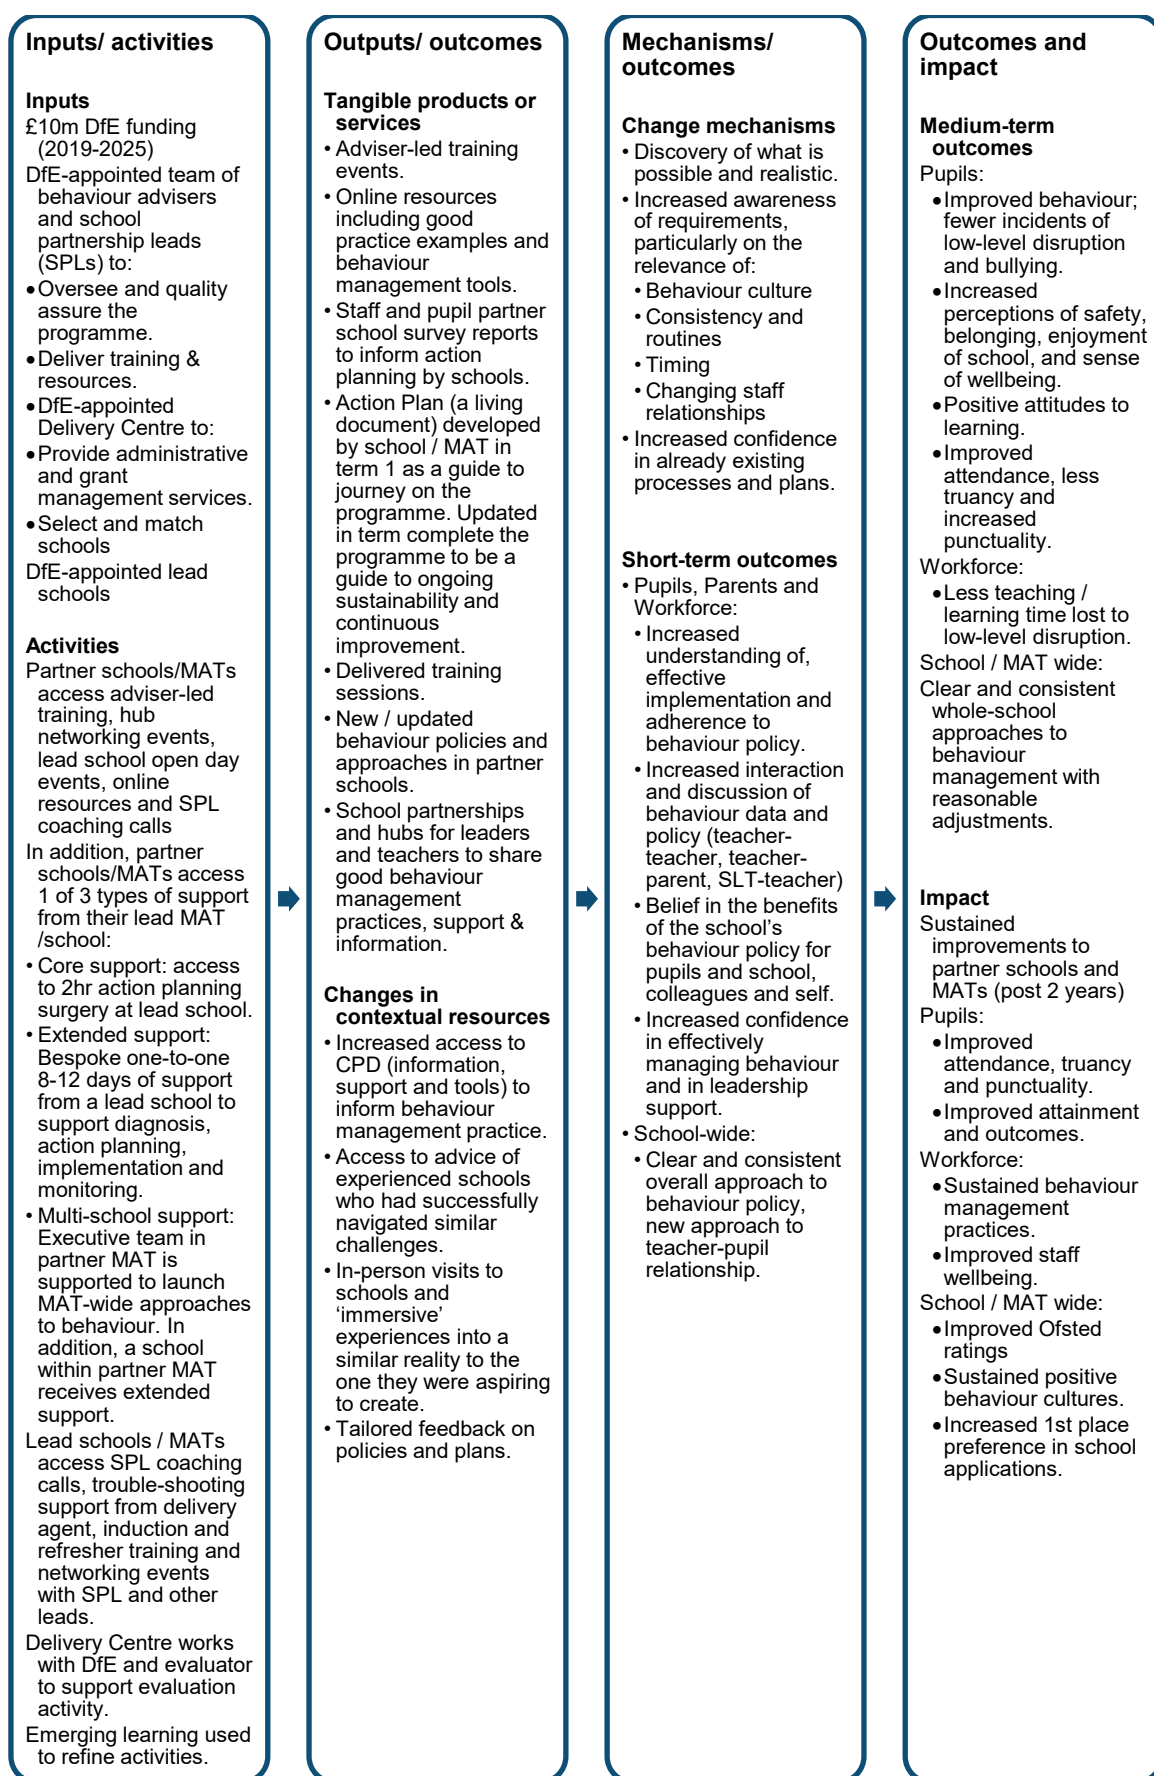 Inputs/ activities
Inputs
£10m DfE funding
(2019-2025)
DfE-appointed team of
behaviour advisers
and school
partnership leads
(SPLs) to:
•Oversee and quality
assure the
programme.
•Deliver training &
resources.
•DfE-appointed
Delivery Centre to:
•Provide administrative
and grant
management services.
•Select and match
schools
DfE-appointed lead
schools
Activities
Partner schools/MATs
access adviser-led
training, hub
networking events,
lead school open day
events, online
resources and SPL
coaching calls
In addition, partner
schools/MATs access
1 of 3 types of support
from their lead MAT
/school:
• Core support: access
to 2hr action planning
surgery at lead school.
• Extended support:
Bespoke one-to-one
8-12 days of support
from a lead school to
support diagnosis,
action planning,
implementation and
monitoring.
• Multi-school support:
Executive team in
partner MAT is
supported to launch
MAT-wide approaches
to behaviour. In
addition, a school
within partner MAT
receives extended
support.
Lead schools / MATs
access SPL coaching
calls, trouble-shooting
support from delivery
agent, induction and
refresher training and
networking events
with SPL and other
leads.
Delivery Centre works
with DfE and evaluator
to support evaluation
activity.
Emerging learning used
to refine activities.
Outputs/ outcomes
Tangible products or
services
• Adviser-led training
events.
• Online resources
including good
practice examples and
behaviour
management tools.
• Staff and pupil partner
school survey reports
to inform action
planning by schools.
• Action Plan (a living
document) developed
by school / MAT in
term 1 as a guide to
journey on the
programme. Updated
in term complete the
programme to be a
guide to ongoing
sustainability and
continuous
improvement.
• Delivered training
sessions.
• New / updated
behaviour policies and
approaches in partner
schools.
• School partnerships
and hubs for leaders
and teachers to share
good behaviour
management
practices, support &
information.
Changes in
contextual resources
• Increased access to
CPD (information,
support and tools) to
inform behaviour
management practice.
• Access to advice of
experienced schools
who had successfully
navigated similar
challenges.
• In-person visits to
schools and
‘immersive’
experiences into a
similar reality to the
one they were aspiring
to create.
• Tailored feedback on
policies and plans.
Mechanisms/
outcomes
Change mechanisms
• Discovery of what is
possible and realistic.
• Increased awareness
of requirements,
particularly on the
relevance of:
• Behaviour culture
• Consistency and
routines
• Timing
• Changing staff
relationships
• Increased confidence
in already existing
processes and plans.
Short-term outcomes
• Pupils, Parents and
Workforce:
• Increased
understanding of,
effective
implementation and
adherence to
behaviour policy.
• Increased interaction
and discussion of
behaviour data and
policy (teacher-
teacher, teacher-
parent, SLT-teacher)
• Belief in the benefits
of the school’s
behaviour policy for
pupils and school,
colleagues and self.
• Increased confidence
in effectively
managing behaviour
and in leadership
support.
• School-wide:
• Clear and consistent
overall approach to
behaviour policy,
new approach to
teacher-pupil
relationship.
Outcomes and
impact
Medium-term
outcomes
Pupils:
•Improved behaviour;
fewer incidents of
low-level disruption
and bullying.
•Increased
perceptions of safety,
belonging, enjoyment
of school, and sense
of wellbeing.
•Positive attitudes to
learning.
•Improved
attendance, less
truancy and
increased
punctuality.
Workforce:
•Less teaching /
learning time lost to
low-level disruption.
School / MAT wide:
Clear and consistent
whole-school
approaches to
behaviour
management with
reasonable
adjustments.
Impact
Sustained
improvements to
partner schools and
MATs (post 2 years)
Pupils:
•Improved
attendance, truancy
and punctuality.
•Improved attainment
and outcomes.
Workforce:
•Sustained behaviour
management
practices.
•Improved staff
wellbeing.
School / MAT wide:
•Improved Ofsted
ratings
•Sustained positive
behaviour cultures.
•Increased 1st place
preference in school
applications.